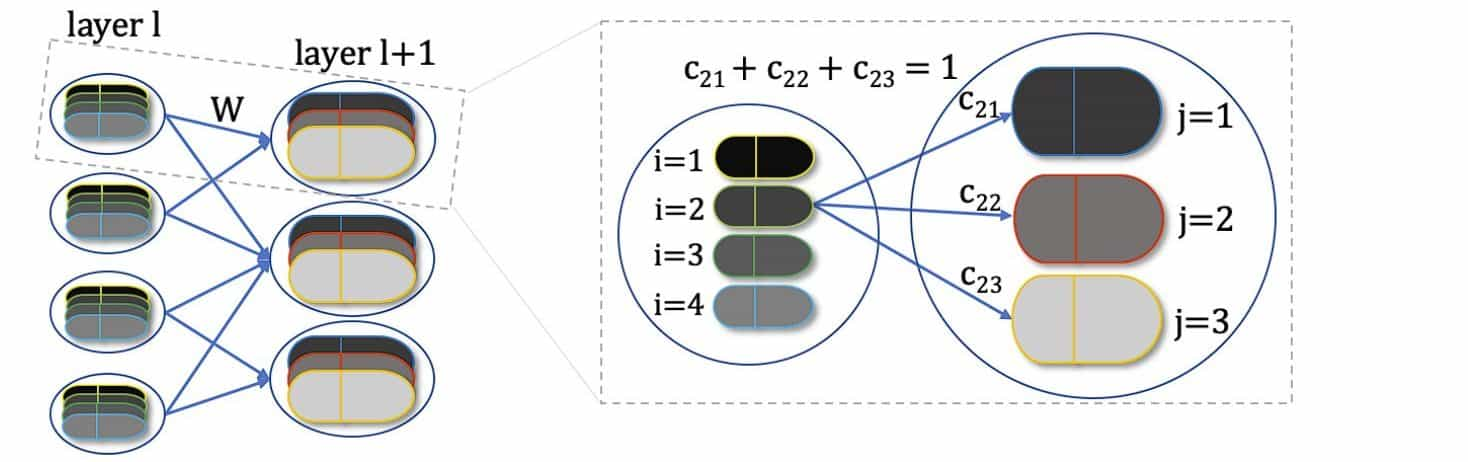 layer l
layer l+1
W
c₂₁ + c₂₂ + c₂₃ = 1
i=1
i=2
i=3
i=4
c₂₁
c₂₂
c₂₃
j=1
j=2
j=3